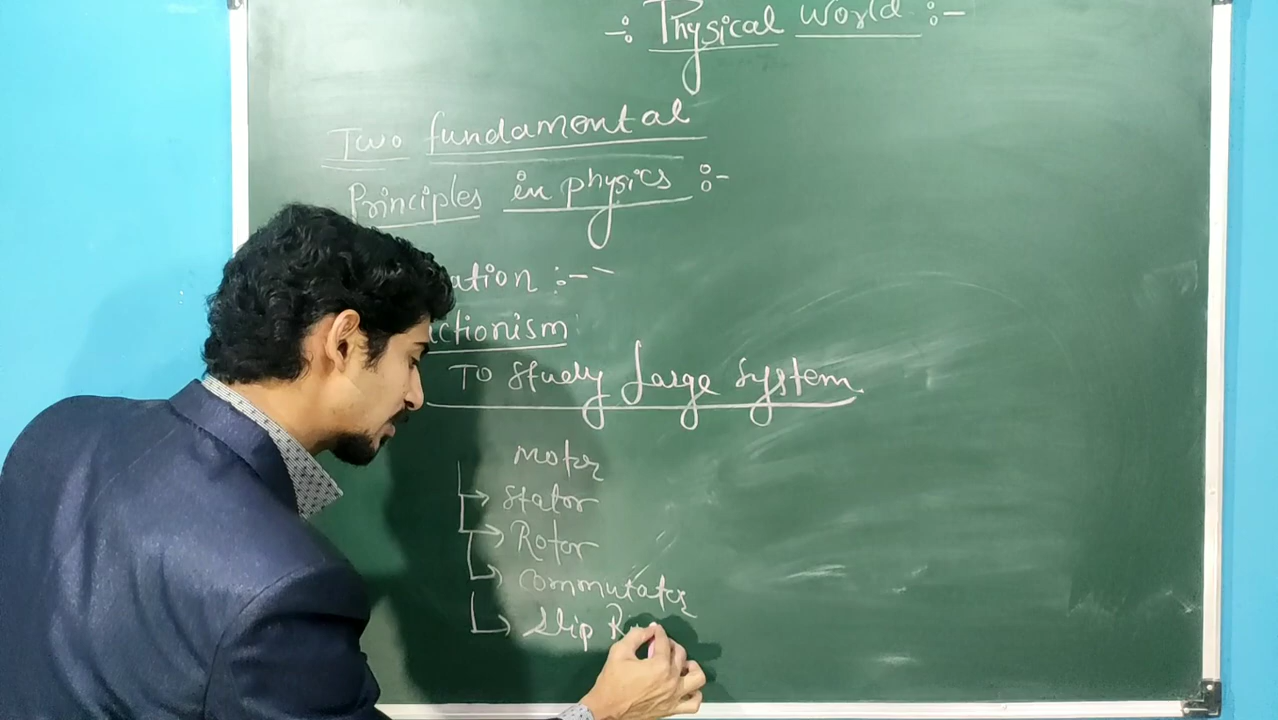 -: Physical World :-
Two fundamental
Principles in physics :-
ation :-
ctionism
To Study Large System
Motor
Stator
Rotor
Commutator
Slip